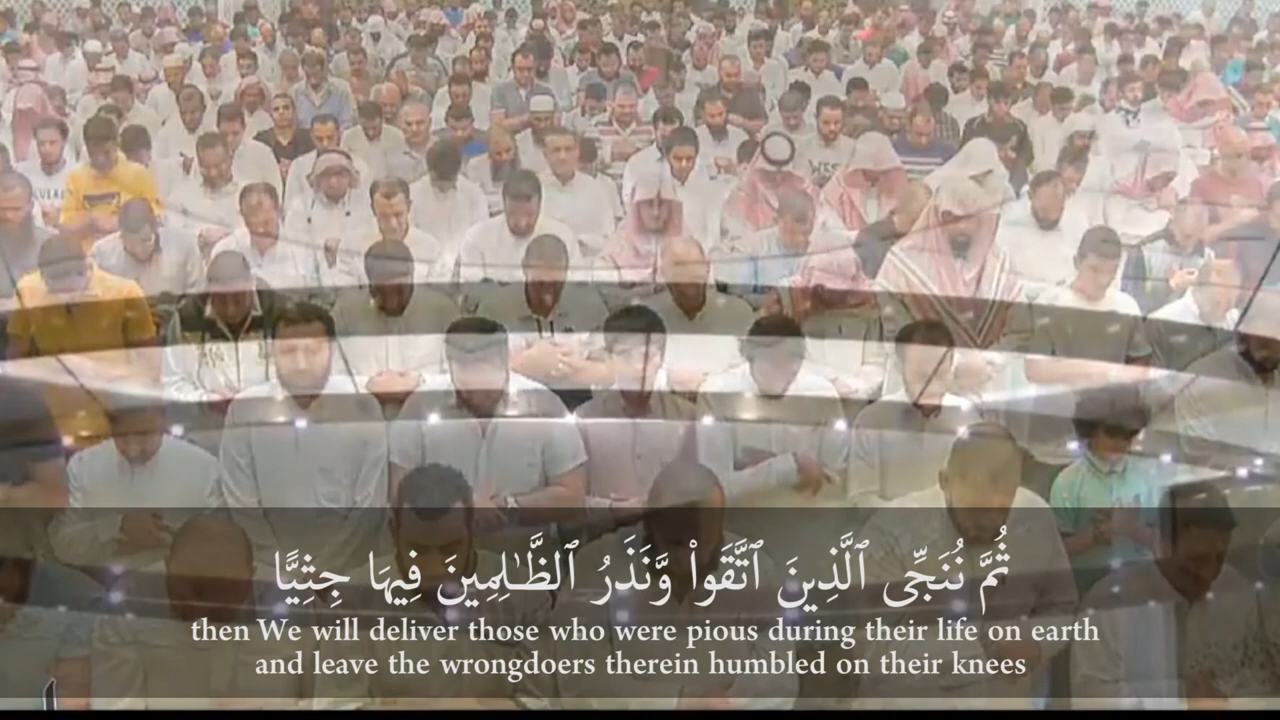 ثُمَّ نُنَجِّى ٱلَّذِينَ ٱتَّقَوا۟ وَّنَذَرُ ٱلظَّـٰلِمِينَ فِيهَا جِثِيًّا
then We will deliver those who were pious during their life on earth
and leave the wrongdoers therein humbled on their knees